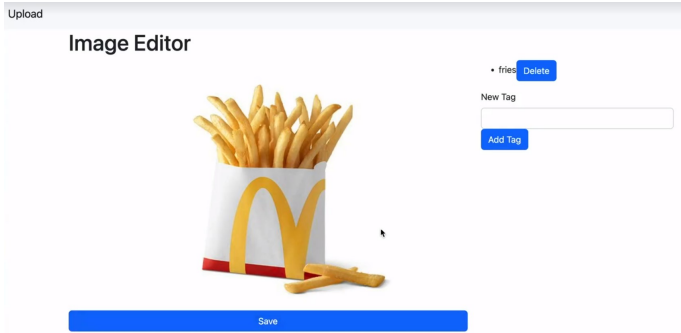 Upload
Image Editor
• fries Delete
New Tag
Add Tag
Save